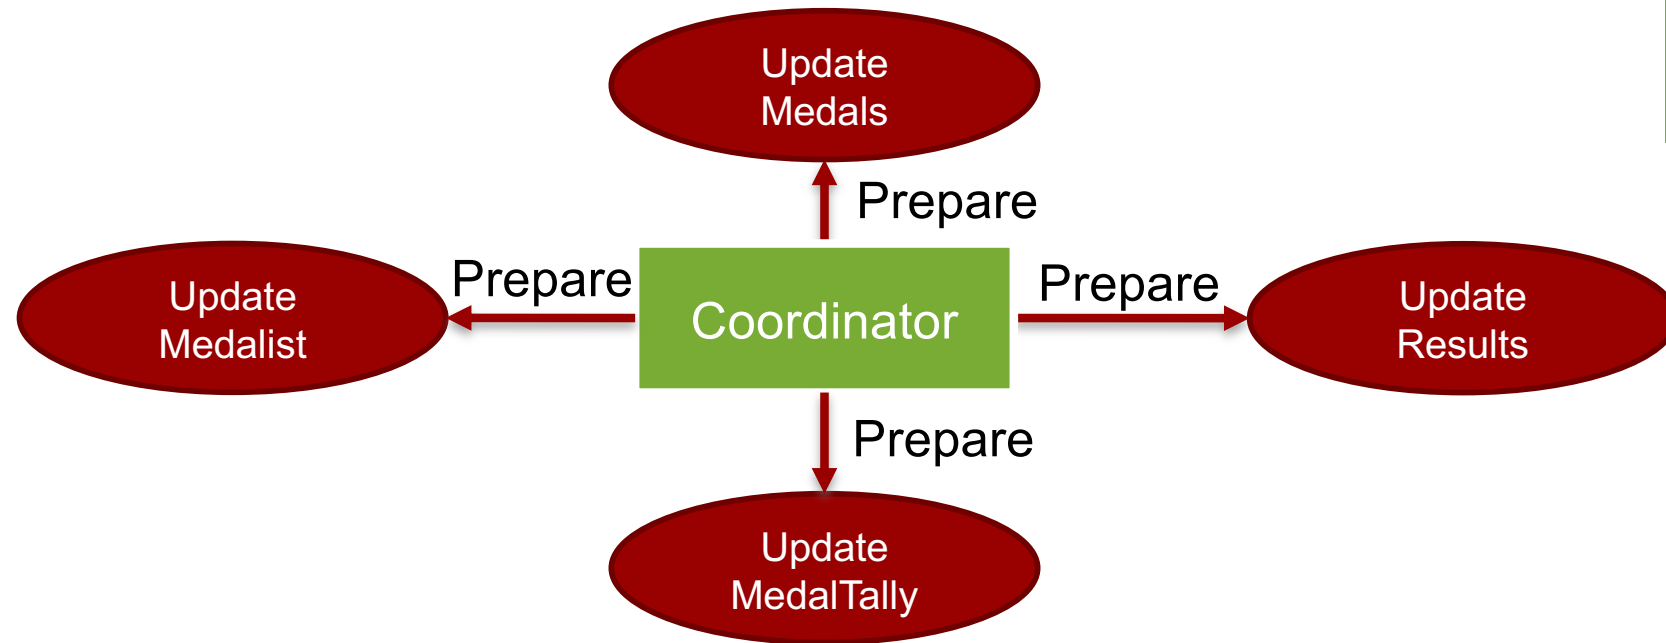 Update
Medals
Prepare
Update
Medalist
Prepare
Coordinator
Prepare
Update
Results
Prepare
Update
MedalTally